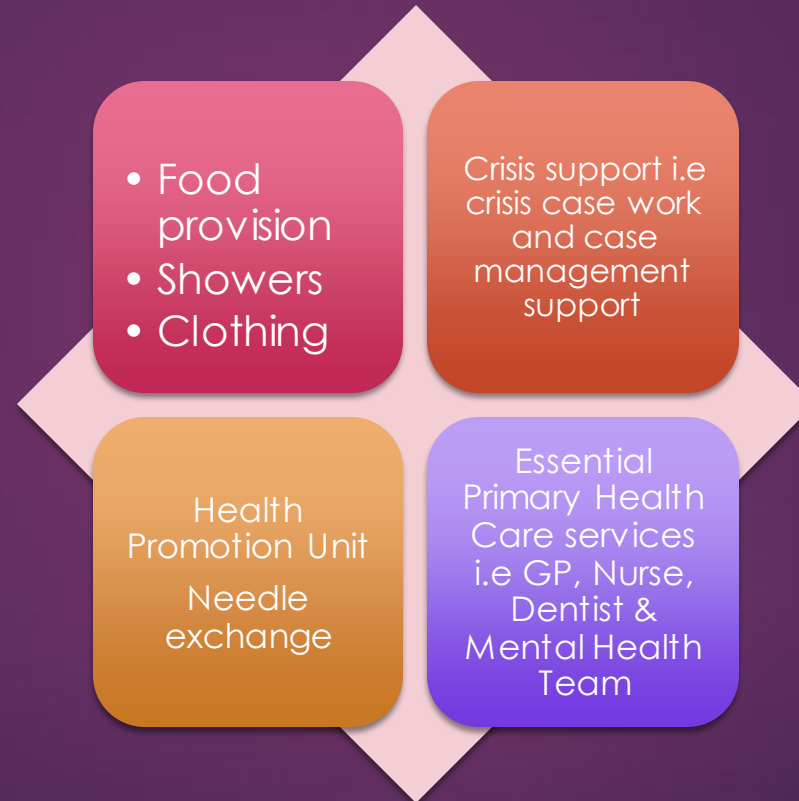 • Food
provision
• Showers
• Clothing
Crisis support i.e
crisis case work
and case
management
support
Health
Promotion Unit
Needle
exchange
Essential
Primary Health
Care services
i.e GP, Nurse,
Dentist &
Mental Health
Team